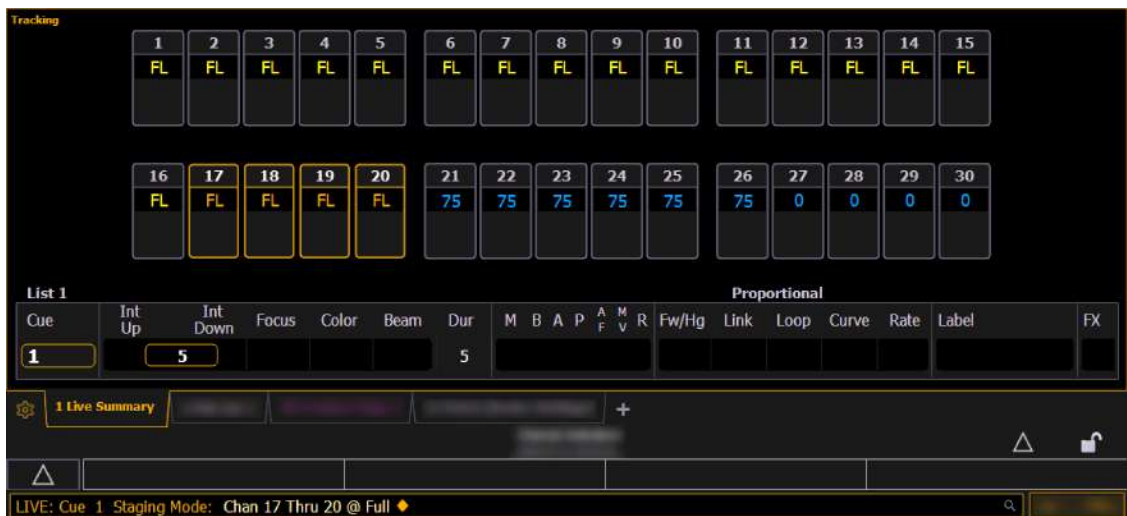 Tracking
1 2 3 4 5 6 7 8 9 10 11 12 13 14 15
FL FL FL FL FL FL FL FL FL FL FL FL FL FL FL
16 17 18 19 20 21 22 23 24 25 26 27 28 29 30
FL FL FL FL FL 75 75 75 75 75 75 0 0 0 0
List 1 Proportional
Cue Int Up Int Down Focus Color Beam Dur M B A P AF MV R Fw/Hg Link Loop Curve Rate Label FX
1 5 5
1 Live Summary +
LIVE: Cue 1 Staging Mode: Chan 17 Thru 20 @ Full